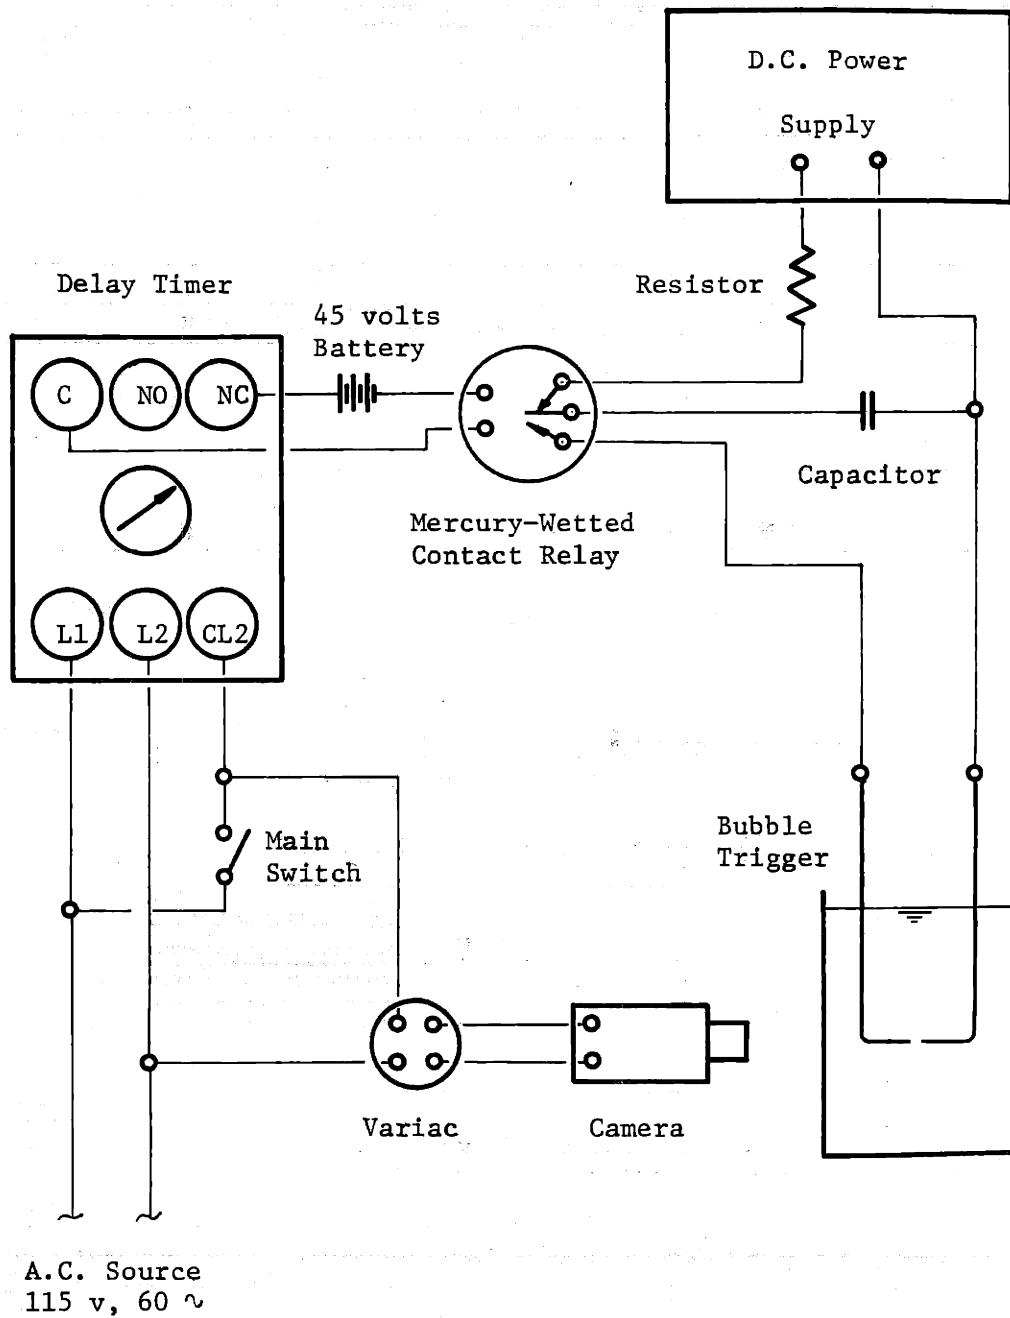 D.C. Power
Supply
Delay Timer
45 volts
Battery
Resistor
C
NO
NC
Capacitor
Mercury-Wetted
Contact Relay
L1
L2
CL2
Main
Switch
Bubble
Trigger
Variac
Camera
A.C. Source
115 v, 60 ∿